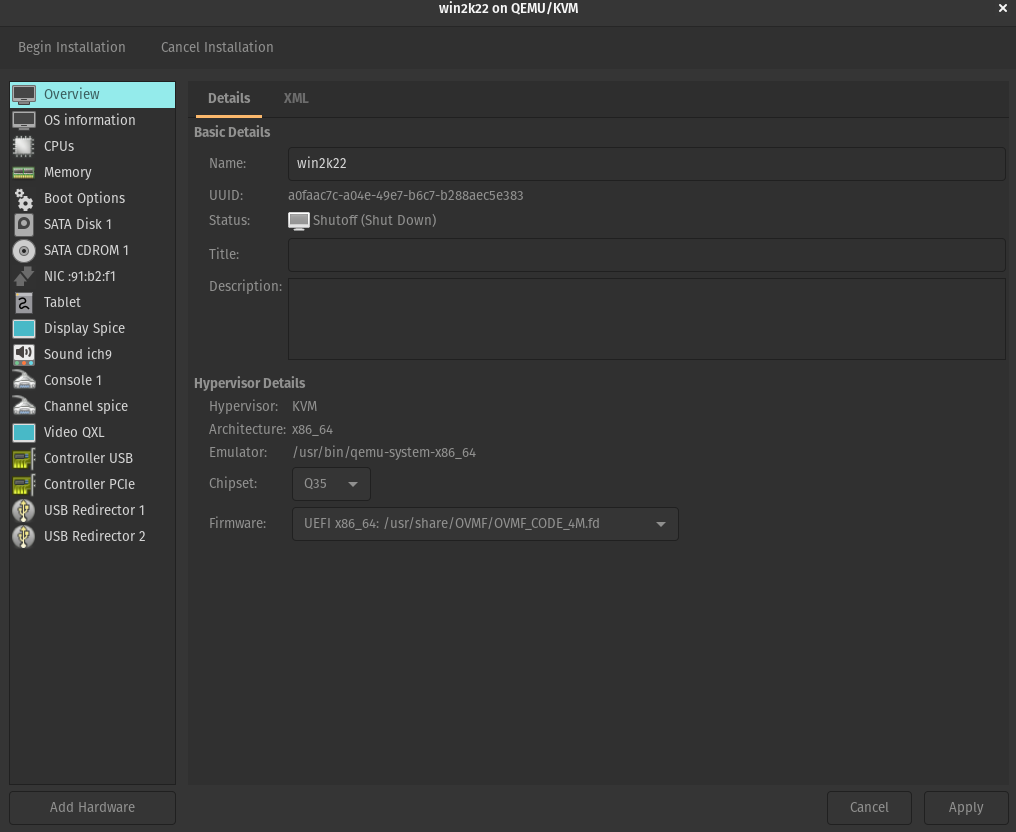 win2k22 on QEMU/KVM
Begin Installation
Cancel Installation
Overview
OS information
CPUs
Memory
Boot Options
SATA Disk 1
SATA CDROM 1
NIC :91:b2:f1
Tablet
Display Spice
Sound ich9
Console 1
Channel spice
Video QXL
Controller USB
Controller PCIe
USB Redirector 1
USB Redirector 2
Add Hardware
Details
XML
Basic Details
Name: win2k22
UUID: a0faac7c-a04e-49e7-b6c7-b288aec5e383
Status: Shutoff (Shut Down)
Title:
Description:
Hypervisor Details
Hypervisor: KVM
Architecture: x86_64
Emulator: /usr/bin/qemu-system-x86_64
Chipset: Q35
Firmware: UEFI x86_64: /usr/share/OVMF/OVMF_CODE_4M.fd
Cancel
Apply